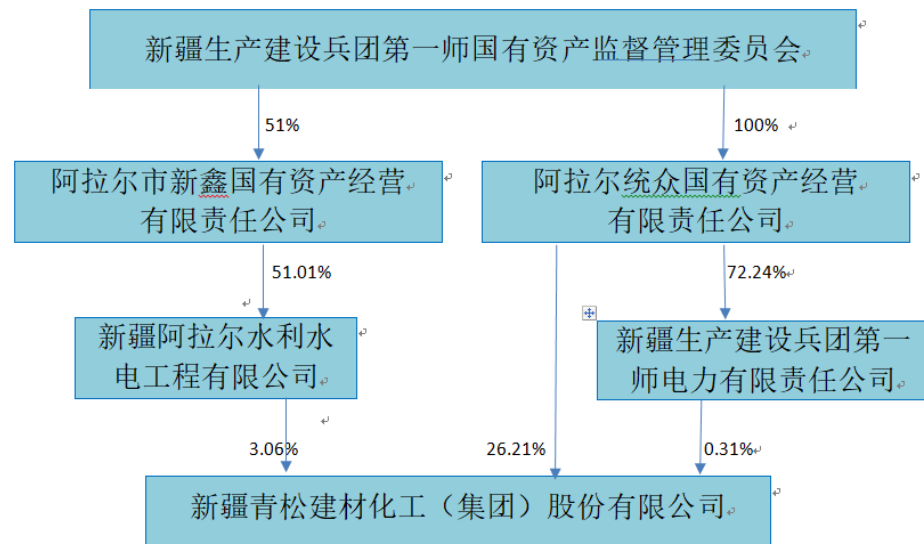 新疆生产建设兵团第一师国有资产监督管理委员会
51%
100%
阿拉尔市新鑫国有资产经营
有限责任公司
阿拉尔统众国有资产经营
有限责任公司
51.01%
72.24%
新疆阿拉尔水利水
电工程有限公司
新疆生产建设兵团第一
师电力有限责任公司
3.06%
26.21%
0.31%
新疆青松建材化工（集团）股份有限公司